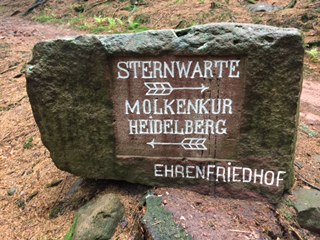 STERNWARTE
MOLKENKUR
HEIDELBERG
EHRENFRIEDHOF